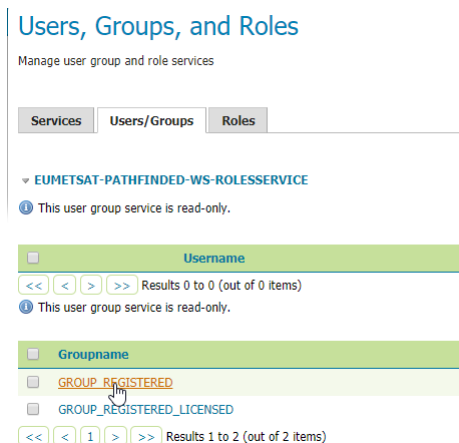 Users, Groups, and Roles
Manage user group and role services
Services Users/Groups Roles
EUMETSAT-PATHFINDED-WS-ROLESSERVICE
This user group service is read-only.
Username
<< < > >> Results 0 to 0 (out of 0 items)
This user group service is read-only.
Groupname
GROUP_REGISTERED
GROUP_REGISTERED_LICENSED
<< < 1 > >> Results 1 to 2 (out of 2 items)